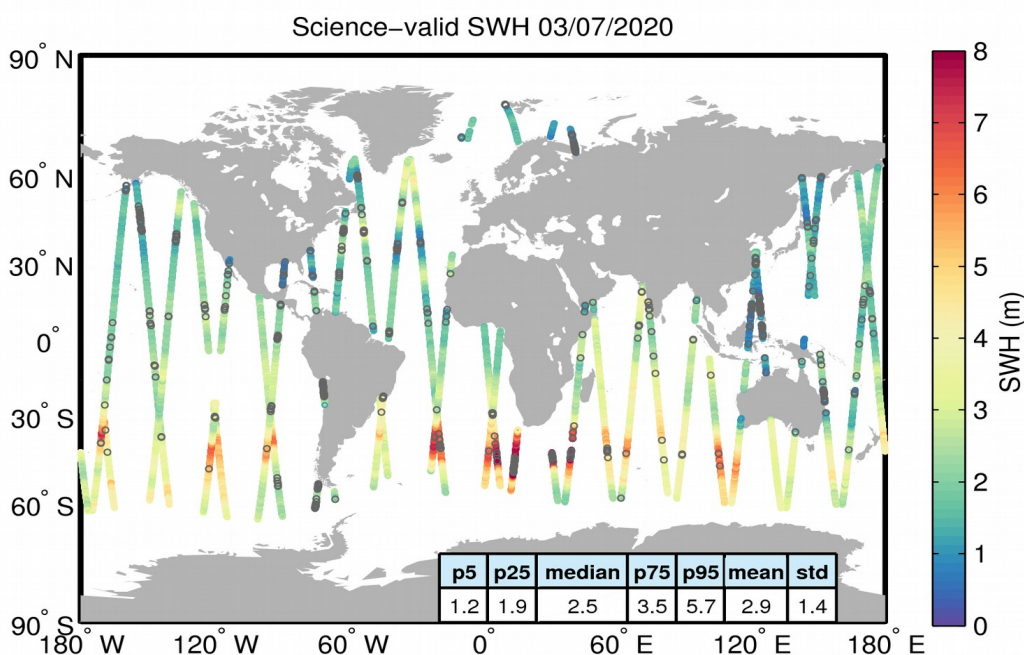 Science−valid SWH 03/07/2020
90° N
60° N
30° N
0°
30° S
60° S
90° S
180° W
120° W
60° W
0°
60° E
120° E
180° E
p5 p25 median p75 p95 mean std
1.2 1.9 2.5 3.5 5.7 2.9 1.4
8
7
6
5
4
3
2
1
0
SWH (m)